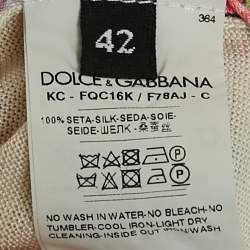 364
42
DOLCE & GABBANA
KC - FQC16K / F78AJ - C
100% SETA-SILK-SEDA-SOIE-
SEIDE-ШЕЛК-桑蚕丝-
P
NO WASH IN WATER-NO BLEACH-NO
TUMBLER-COOL IRON-LIGHT DRY
CLEANING-INSIDE OUT IRON-WASH